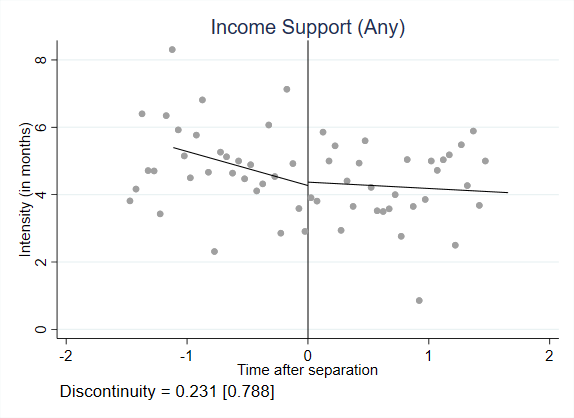 Income Support (Any)
Intensity (in months)
8
6
4
2
0
-2 -1 0 1 2
Time after separation
Discontinuity = 0.231 [0.788]